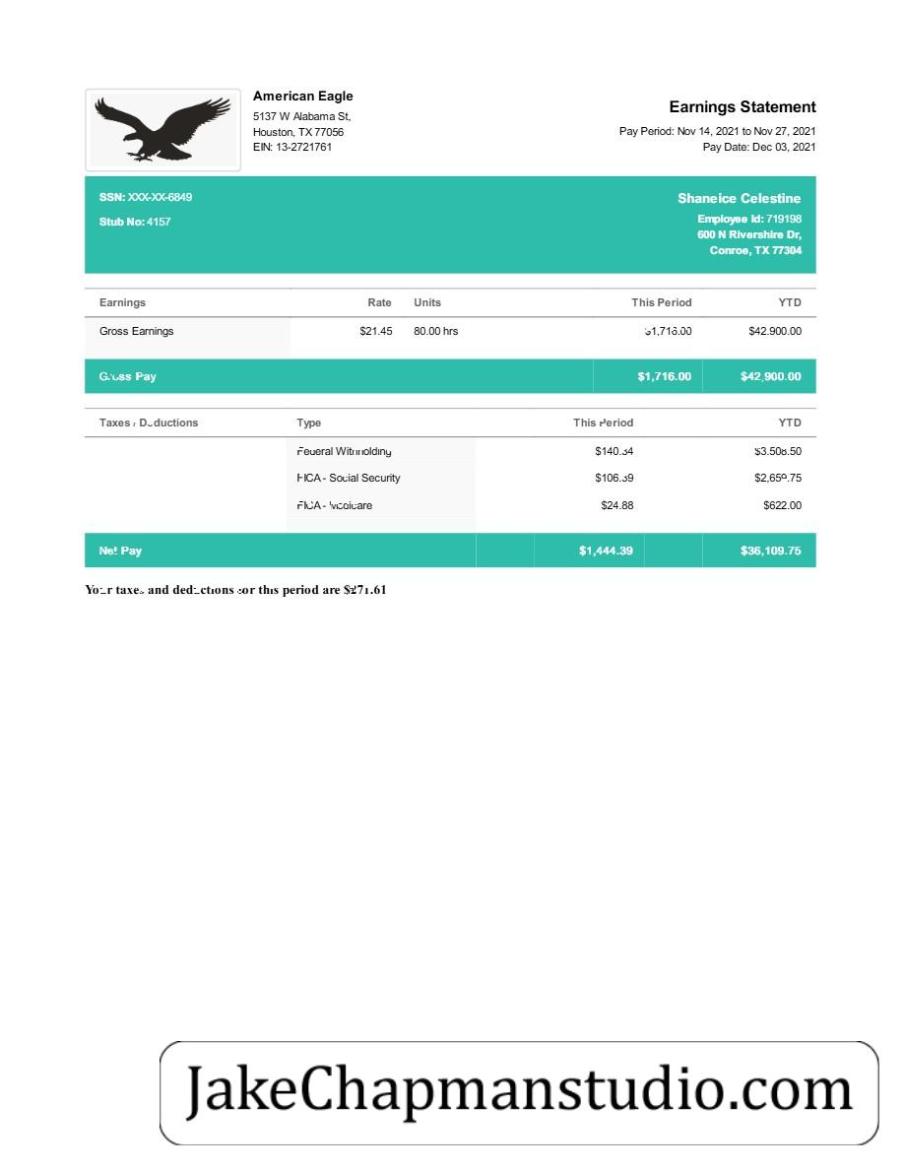 American Eagle
5137 W Alabama St,
Houston, TX 77056
EIN: 13-2721761
Earnings Statement
Pay Period: Nov 14, 2021 to Nov 27, 2021
Pay Date: Dec 03, 2021
SSN: XXX-XX-6849
Stub No: 4157
Shaneice Celestine
Employee Id: 719198
600 N Rivershire Dr,
Conroe, TX 77304
Earnings Rate Units This Period YTD
Gross Earnings $21.45 80.00 hrs $1,716.00 $42.900.00
Gross Pay $1,716.00 $42,900.00
Taxes / Deductions Type This Period YTD
Federal Witholding $140.34 $3.508.50
FICA - Social Security $106.39 $2,659.75
FICA - Medicare $24.88 $622.00
Net Pay $1,444.39 $36,109.75
Your taxes and deductions for this period are $271.61
JakeChapmanstudio.com